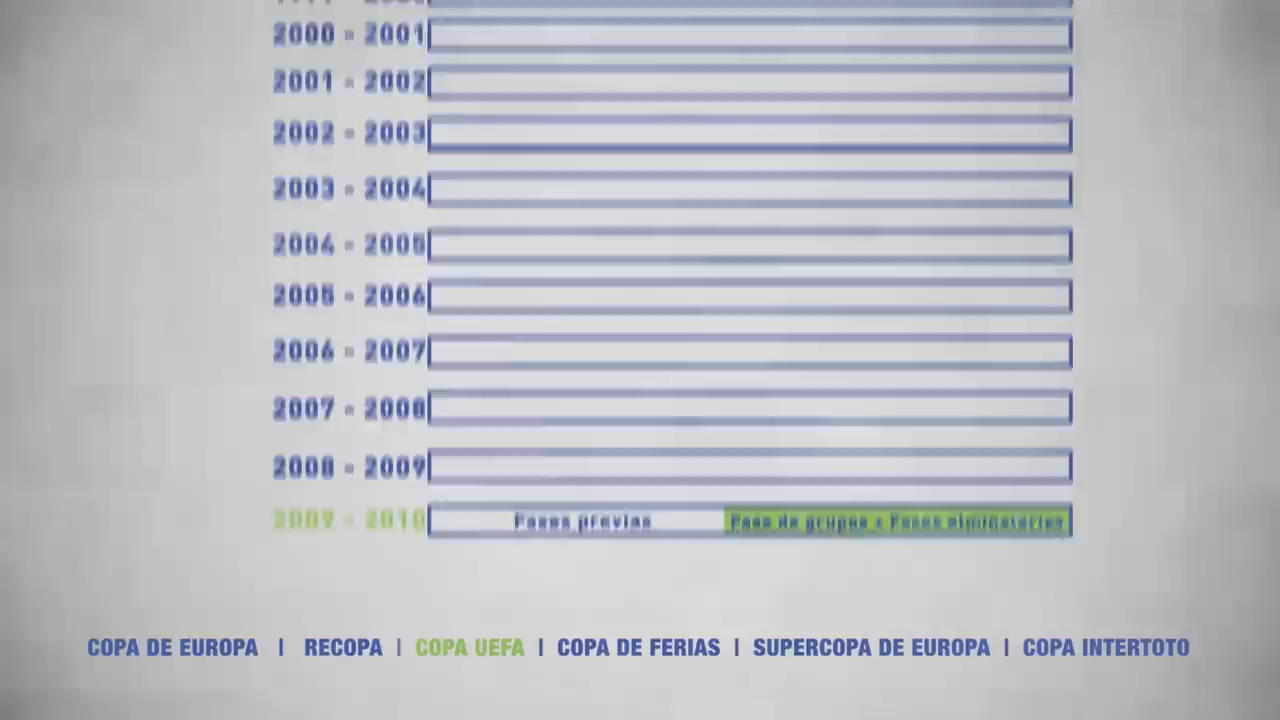 2000 - 2001
2001 - 2002
2002 - 2003
2003 - 2004
2004 - 2005
2005 - 2006
2006 - 2007
2007 - 2008
2008 - 2009
2009 - 2010 Fases previas Fase de grupos + Fases eliminatorias
COPA DE EUROPA | RECOPA | COPA UEFA | COPA DE FERIAS | SUPERCOPA DE EUROPA | COPA INTERTOTO